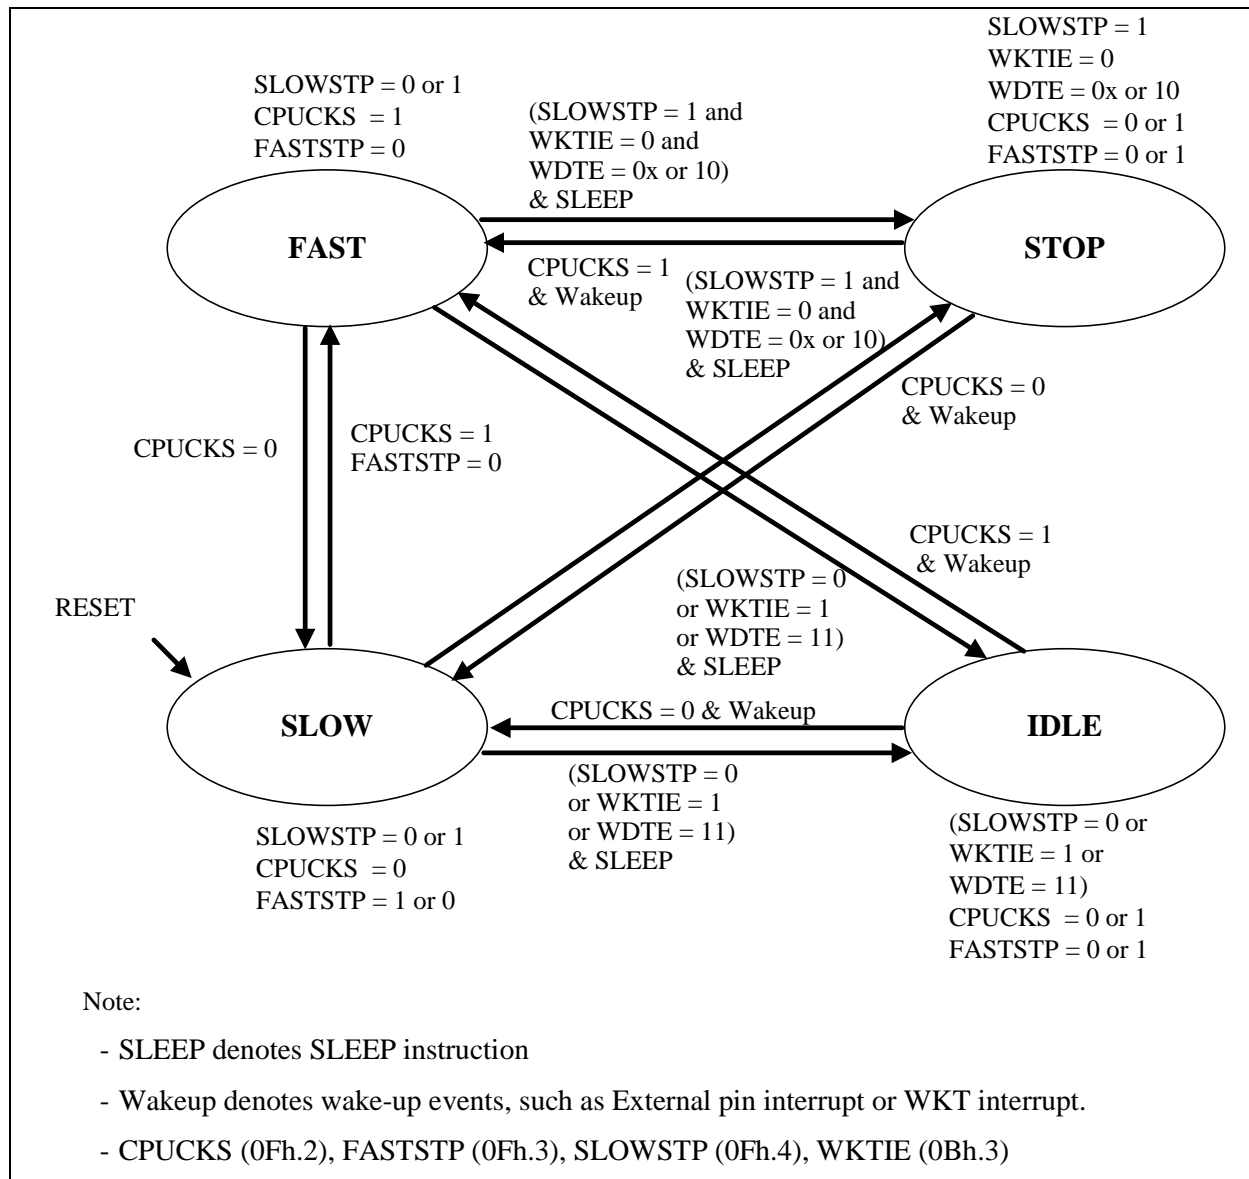 SLOWSTP = 0 or 1
CPUCKS = 1
FASTSTP = 0
(SLOWSTP = 1 and
WKTIE = 0 and
WDTE = 0x or 10)
& SLEEP
SLOWSTP = 1
WKTIE = 0
WDTE = 0x or 10
CPUCKS = 0 or 1
FASTSTP = 0 or 1
FAST
STOP
CPUCKS = 1
& Wakeup
(SLOWSTP = 1 and
WKTIE = 0 and
WDTE = 0x or 10)
& SLEEP
CPUCKS = 0
& Wakeup
CPUCKS = 0
CPUCKS = 1
FASTSTP = 0
CPUCKS = 1
& Wakeup
(SLOWSTP = 0
or WKTIE = 1
or WDTE = 11)
& SLEEP
RESET
SLOW
CPUCKS = 0 & Wakeup
IDLE
(SLOWSTP = 0
or WKTIE = 1
or WDTE = 11)
& SLEEP
SLOWSTP = 0 or 1
CPUCKS = 0
FASTSTP = 1 or 0
(SLOWSTP = 0 or
WKTIE = 1 or
WDTE = 11)
CPUCKS = 0 or 1
FASTSTP = 0 or 1
Note:
- SLEEP denotes SLEEP instruction
- Wakeup denotes wake-up events, such as External pin interrupt or WKT interrupt.
- CPUCKS (0Fh.2), FASTSTP (0Fh.3), SLOWSTP (0Fh.4), WKTIE (0Bh.3)